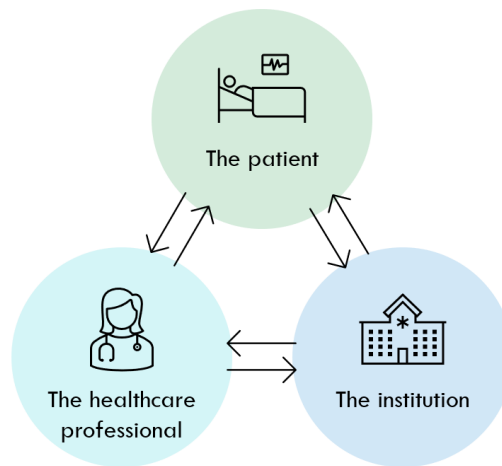 The patient
The healthcare
professional
The institution